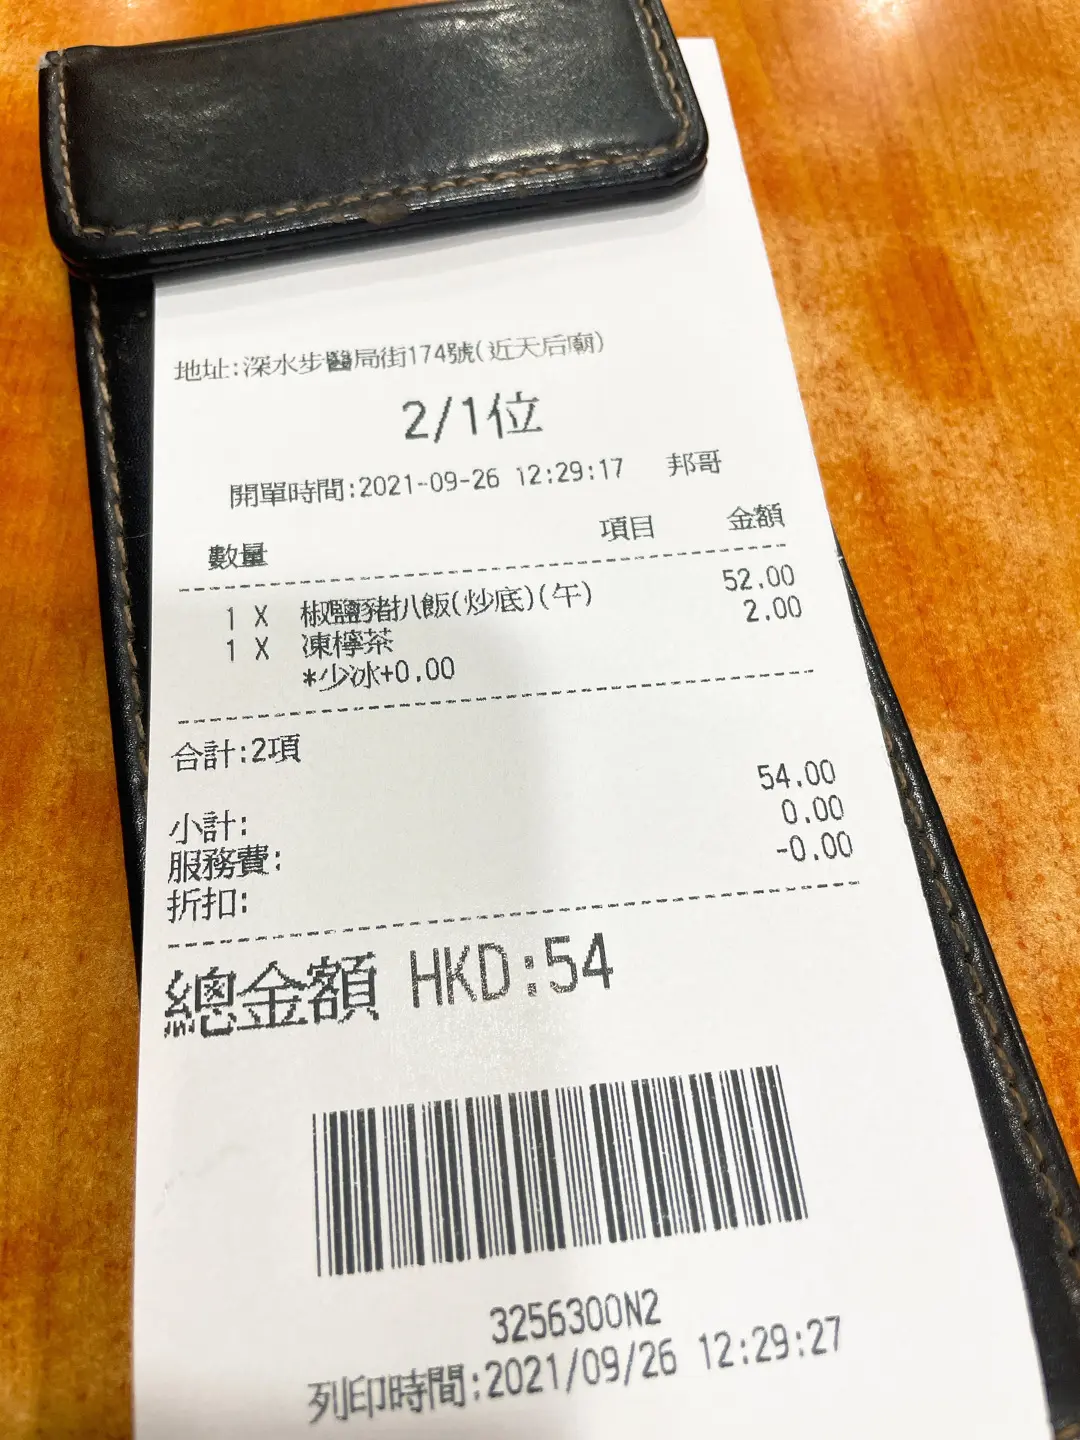 地址:深水步醫局街174號(近天后廟)
2/1位
開單時間:2021-09-26 12:29:17 邦哥
數量 項目 金額
1 X 椒鹽豬扒飯(炒底)(午) 52.00
1 X 凍檸茶 2.00
*少冰+0.00
合計:2項
小計: 54.00
服務費: 0.00
折扣: -0.00
總金額 HKD:54
3256300N2
列印時間:2021/09/26 12:29:27